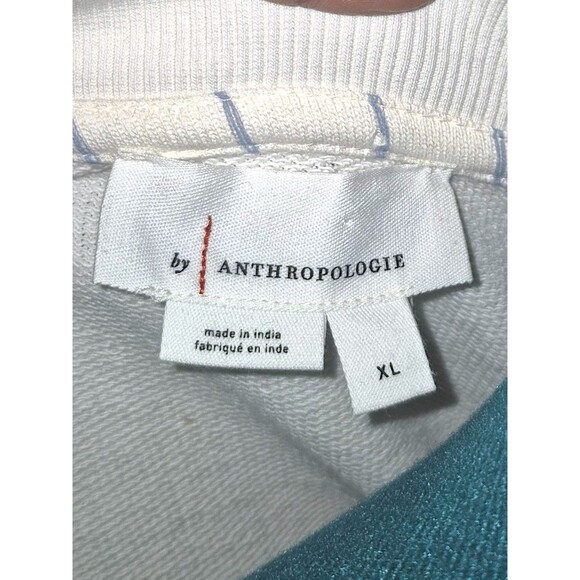 by ANTHROPOLOGIE
made in india
fabriqué en inde
XL